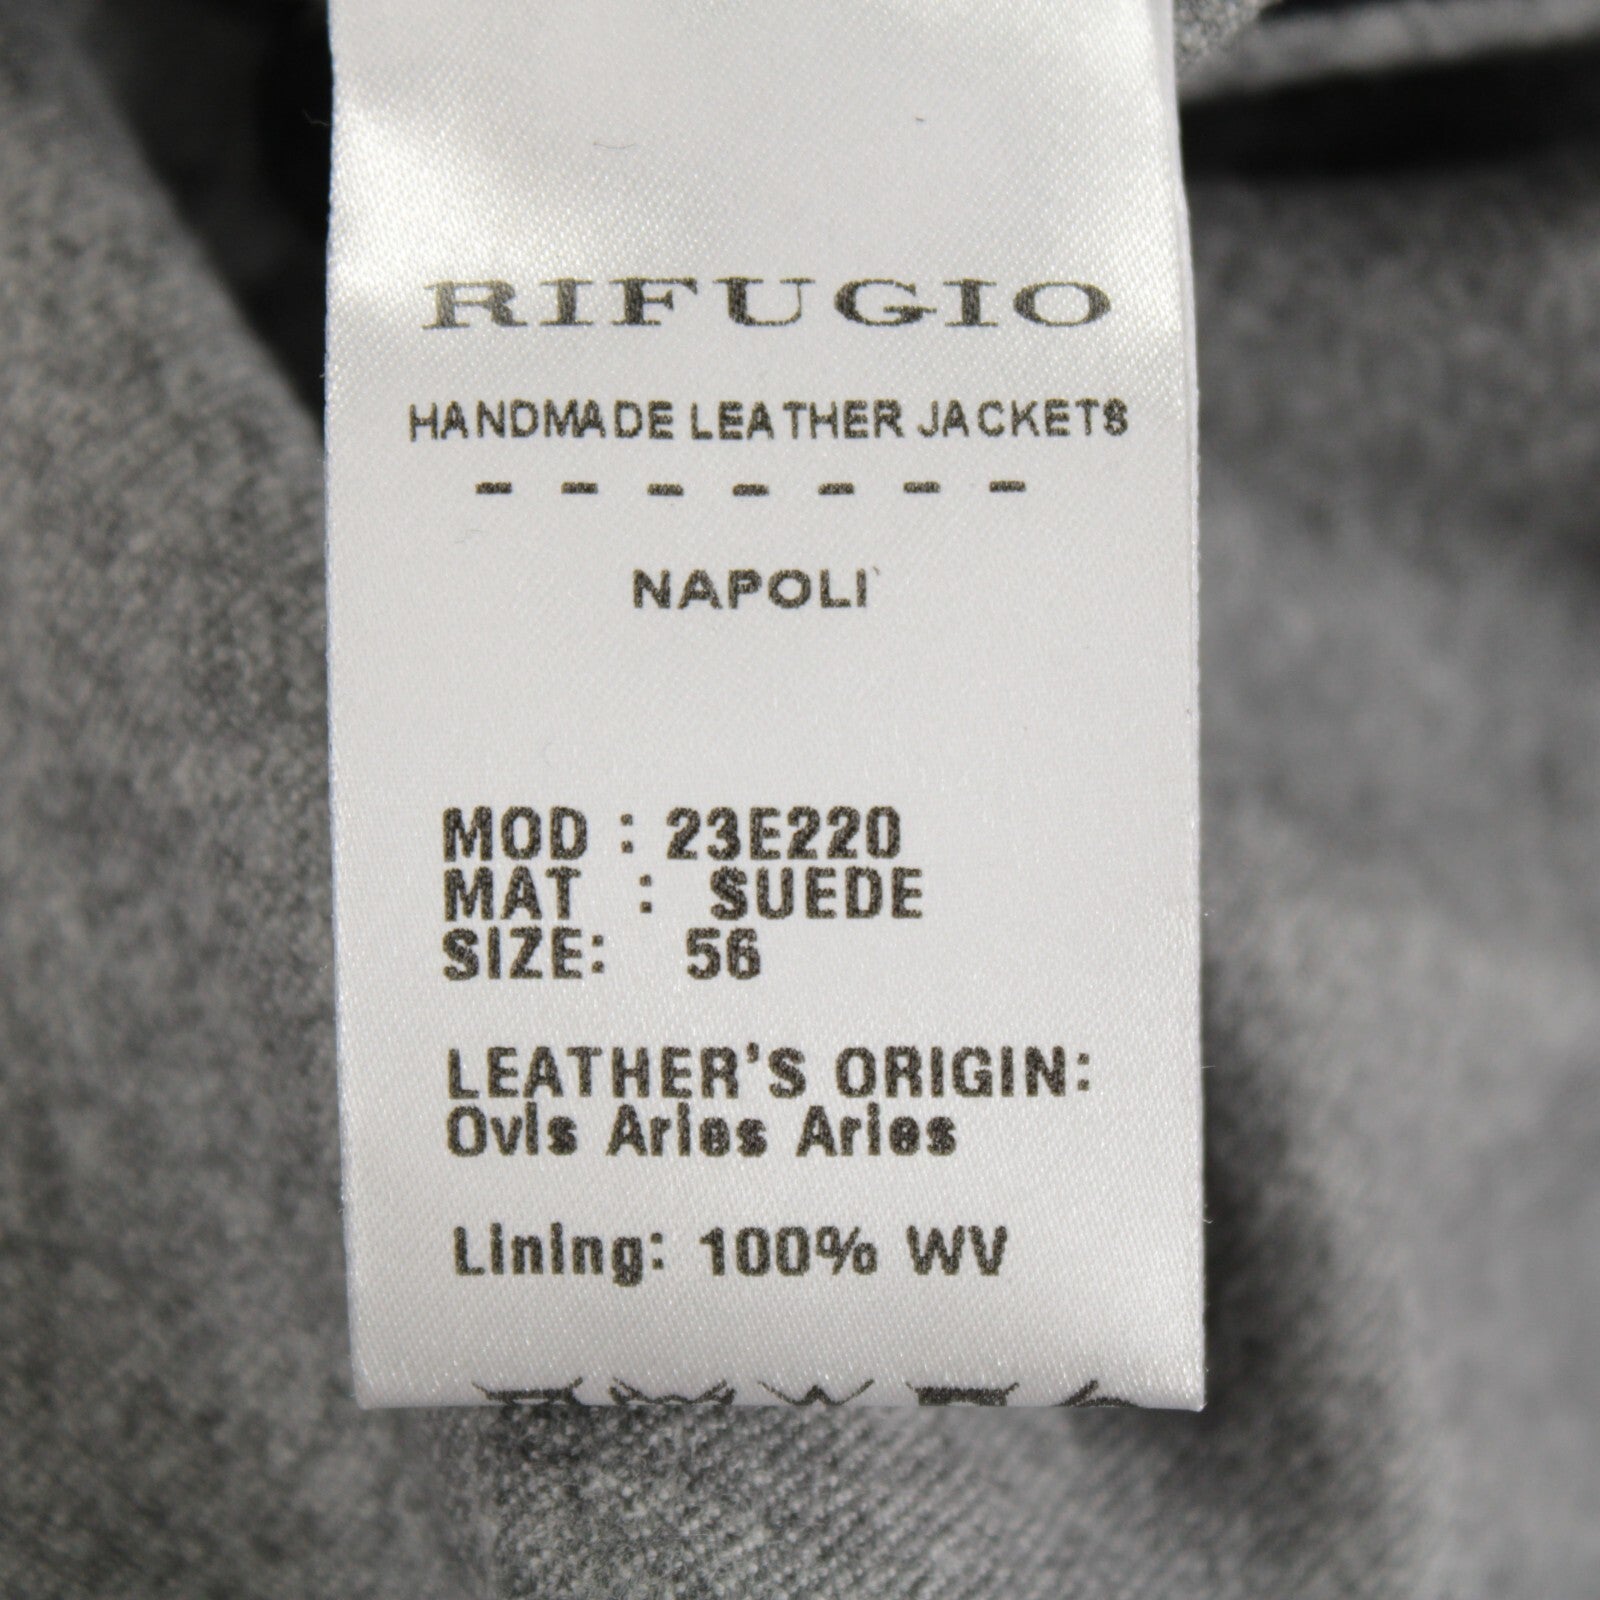 RIFUGIO
HANDMADE LEATHER JACKETS
- - - - - - -
NAPOLI
MOD : 23E220
MAT : SUEDE
SIZE: 56
LEATHER'S ORIGIN:
Ovis Aries Aries
Lining: 100% WV